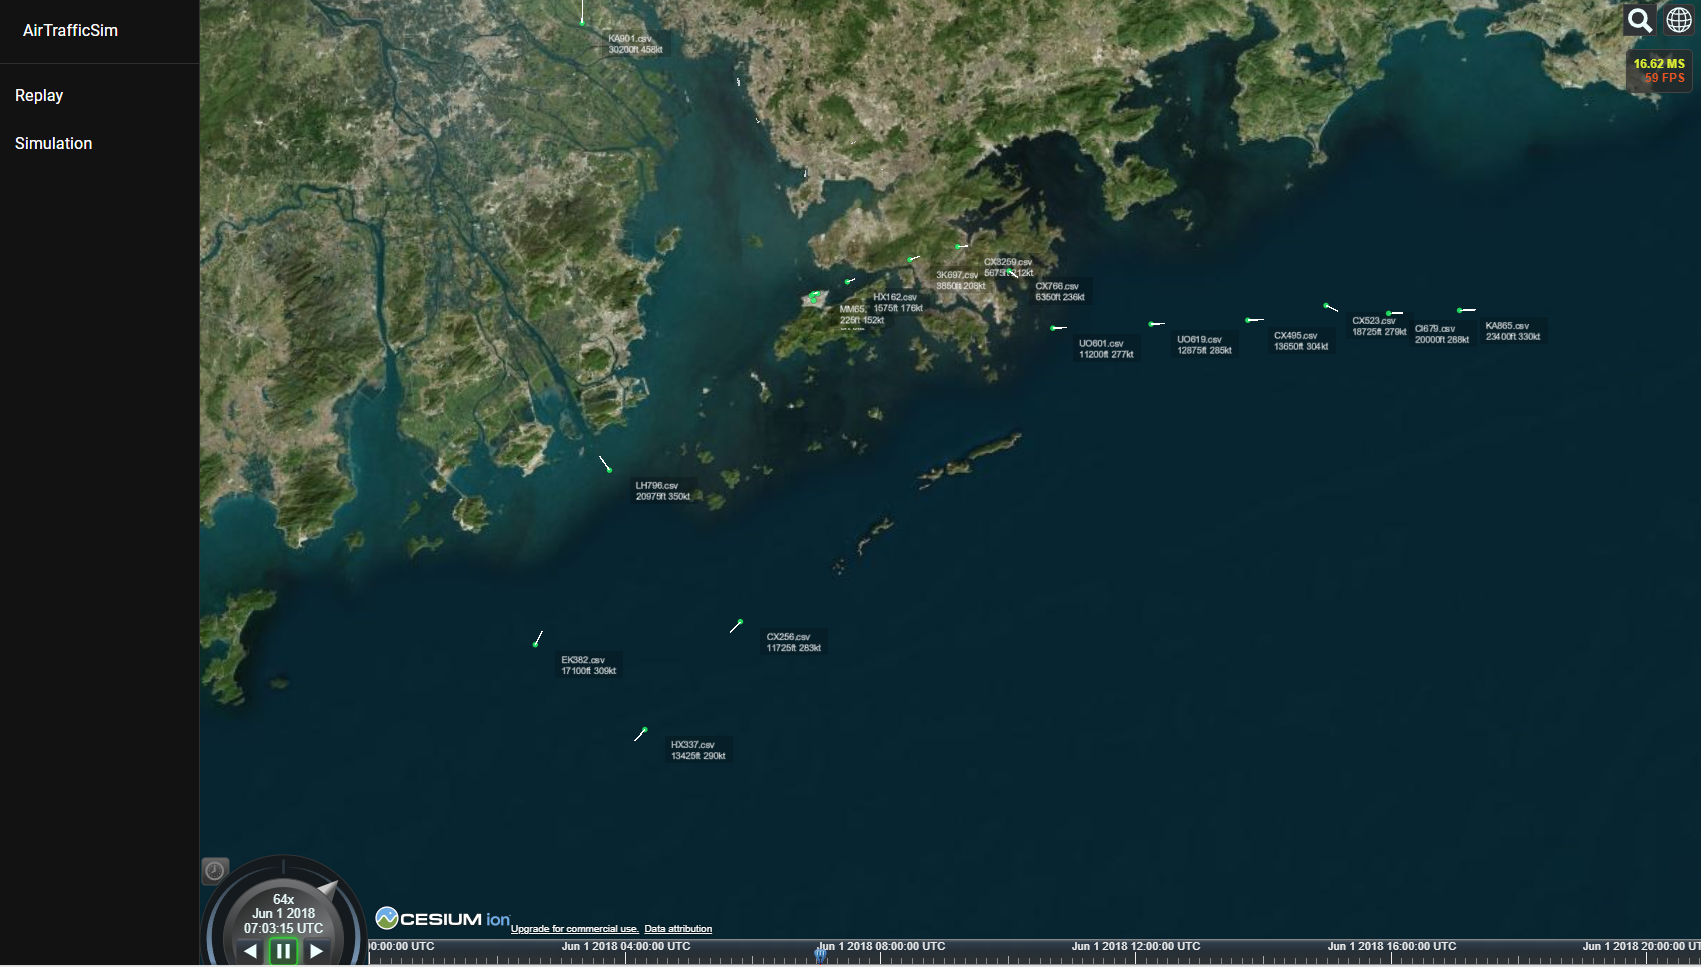 AirTrafficSim
Replay
Simulation
16.62 MS
59 FPS
KA901.csv
30200ft 458kt
CX3259.csv
5675ft 212kt
3K697.csv
3850ft 208kt
CX766.csv
6350ft 236kt
HX162.csv
1575ft 176kt
MM65
225ft 152kt
UO601.csv
11200ft 277kt
UO619.csv
12875ft 285kt
CX495.csv
13650ft 304kt
CX523.csv
18725ft 279kt
CI679.csv
20000ft 288kt
KA865.csv
23400ft 330kt
LH796.csv
20975ft 350kt
EK382.csv
17100ft 309kt
CX256.csv
11725ft 283kt
HX337.csv
13425ft 290kt
64x
Jun 1 2018
07:03:15 UTC
CESIUM ion
Upgrade for commercial use. Data attribution
00:00:00 UTC
Jun 1 2018 04:00:00 UTC
Jun 1 2018 08:00:00 UTC
Jun 1 2018 12:00:00 UTC
Jun 1 2018 16:00:00 UTC
Jun 1 2018 20:00:00 UT